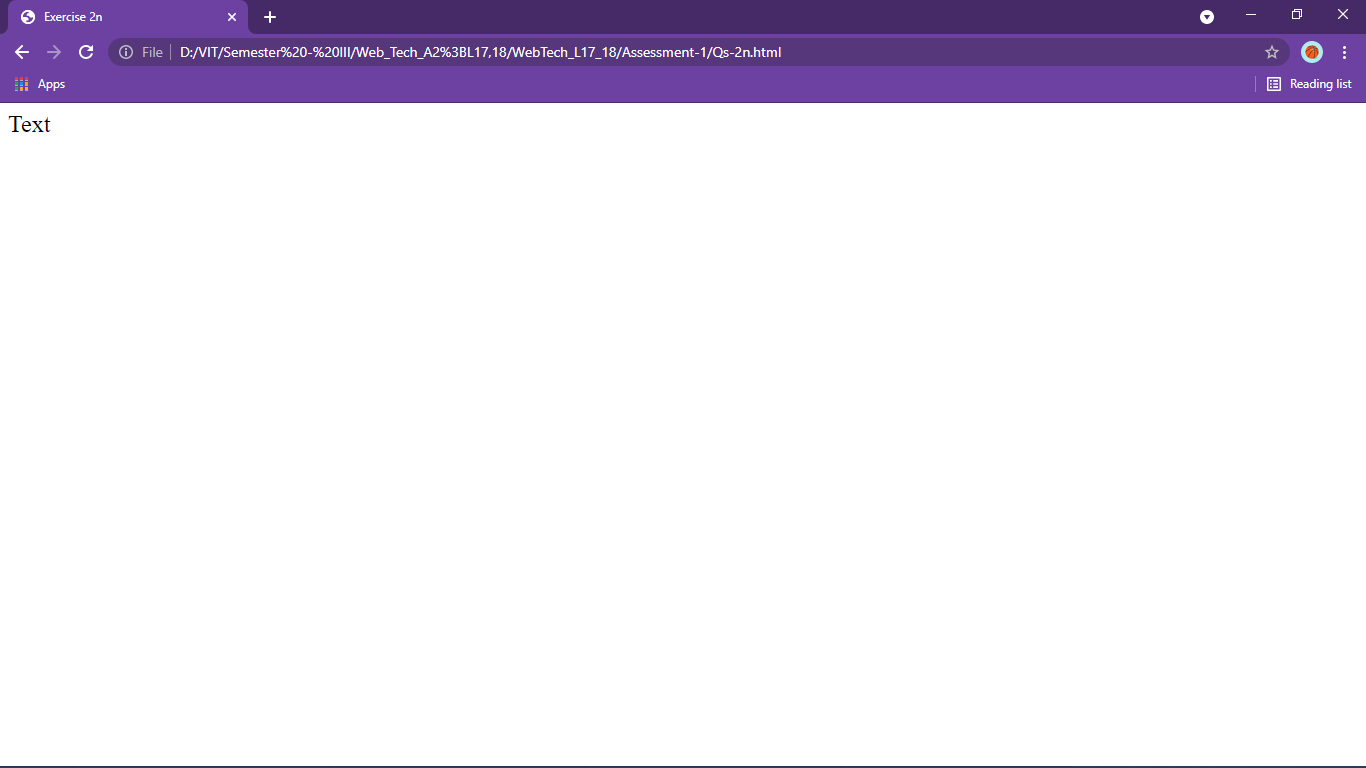 Exercise 2n
File D:/VIT/Semester%20-%20III/Web_Tech_A2%3BL17,18/WebTech_L17_18/Assessment-1/Qs-2n.html
Apps
Reading list
Text